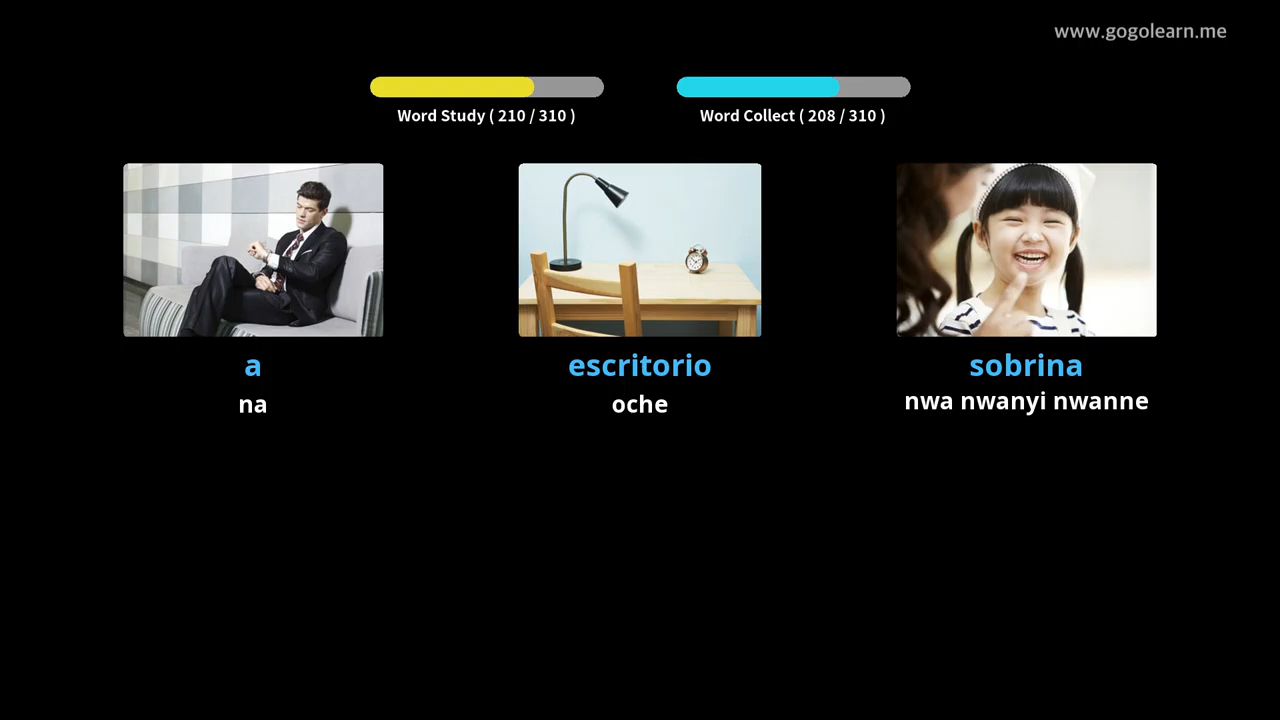 www.gogolearn.me
Word Study ( 210 / 310 )
Word Collect ( 208 / 310 )
a
na
escritorio
oche
sobrina
nwa nwanyi nwanne